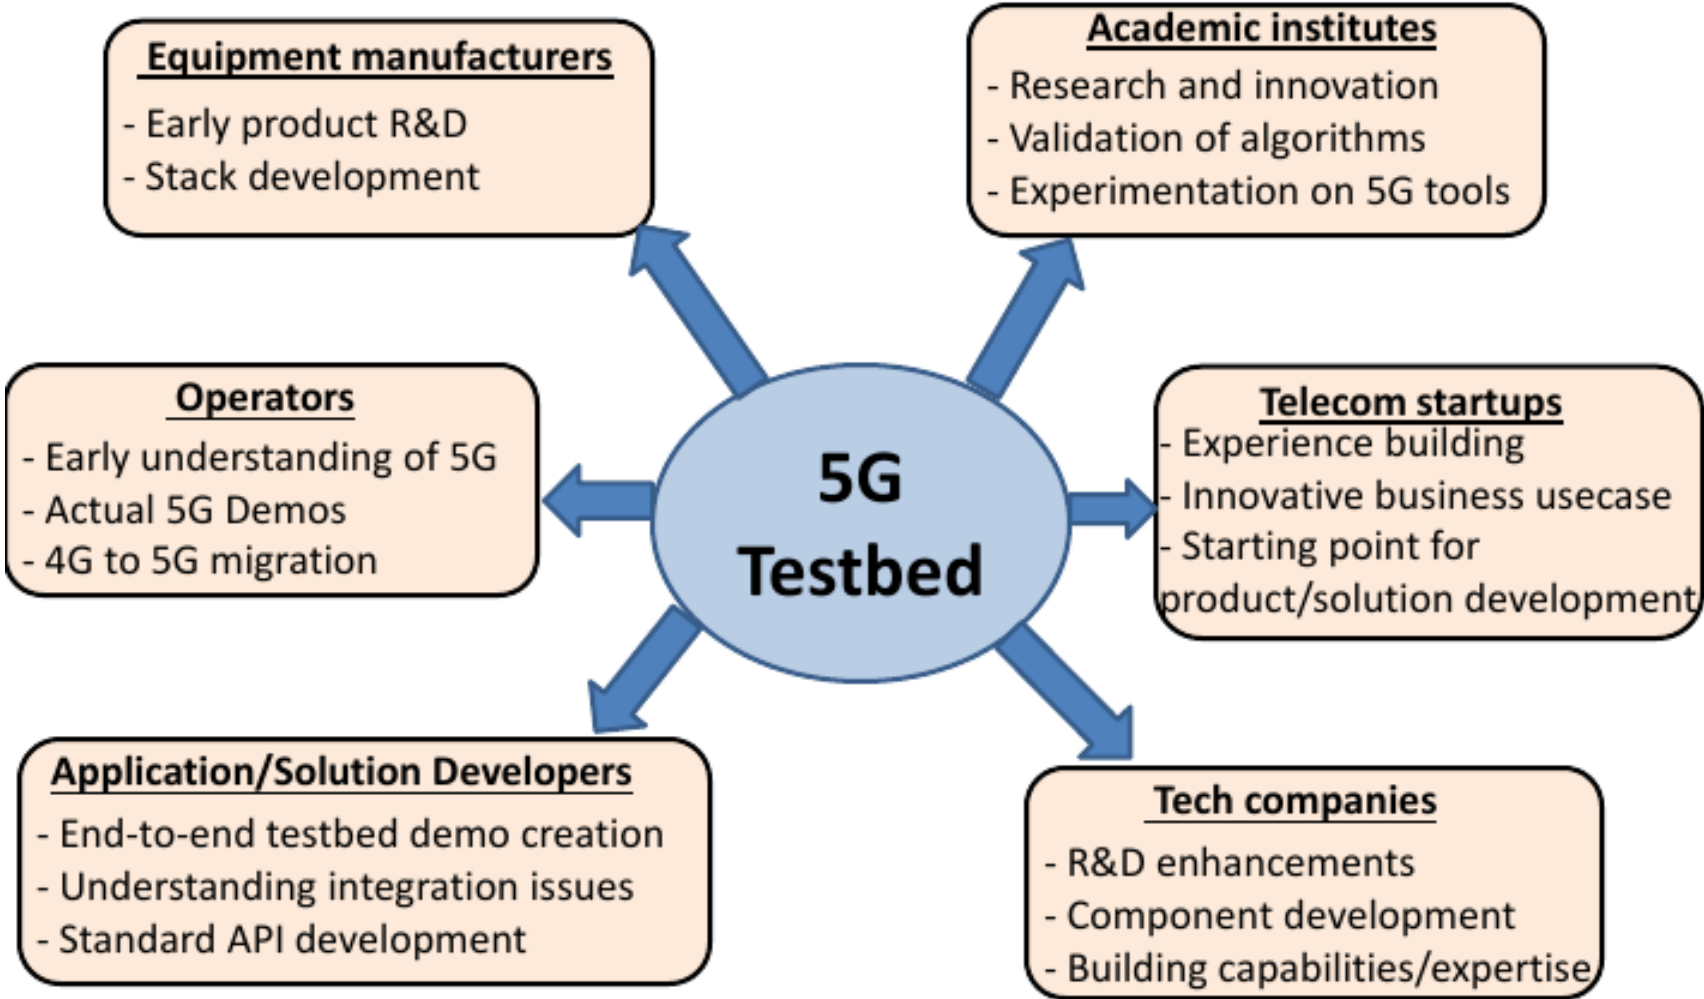 Equipment manufacturers
- Early product R&D
- Stack development
Academic institutes
- Research and innovation
- Validation of algorithms
- Experimentation on 5G tools
Operators
- Early understanding of 5G
- Actual 5G Demos
- 4G to 5G migration
5G
Testbed
Telecom startups
- Experience building
- Innovative business usecase
- Starting point for
product/solution development
Application/Solution Developers
- End-to-end testbed demo creation
- Understanding integration issues
- Standard API development
Tech companies
- R&D enhancements
- Component development
- Building capabilities/expertise